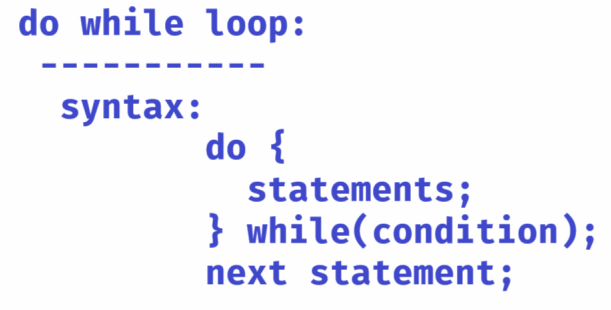 do while loop:
-----------
syntax:
do {
statements;
} while(condition);
next statement;